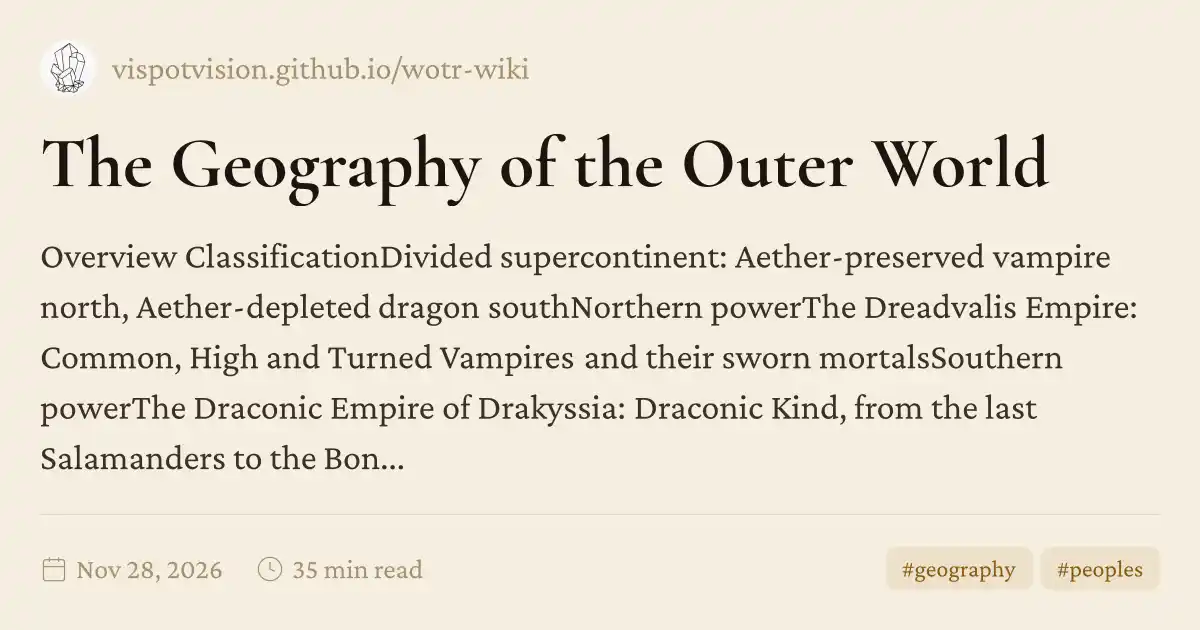 vispotvision.github.io/wotr-wiki
The Geography of the Outer World
Overview ClassificationDivided supercontinent: Aether-preserved vampire
north, Aether-depleted dragon southNorthern powerThe Dreadvalis Empire:
Common, High and Turned Vampires and their sworn mortalsSouthern
powerThe Draconic Empire of Drakyssia: Draconic Kind, from the last
Salamanders to the Bon...
Nov 28, 2026 35 min read #geography #peoples